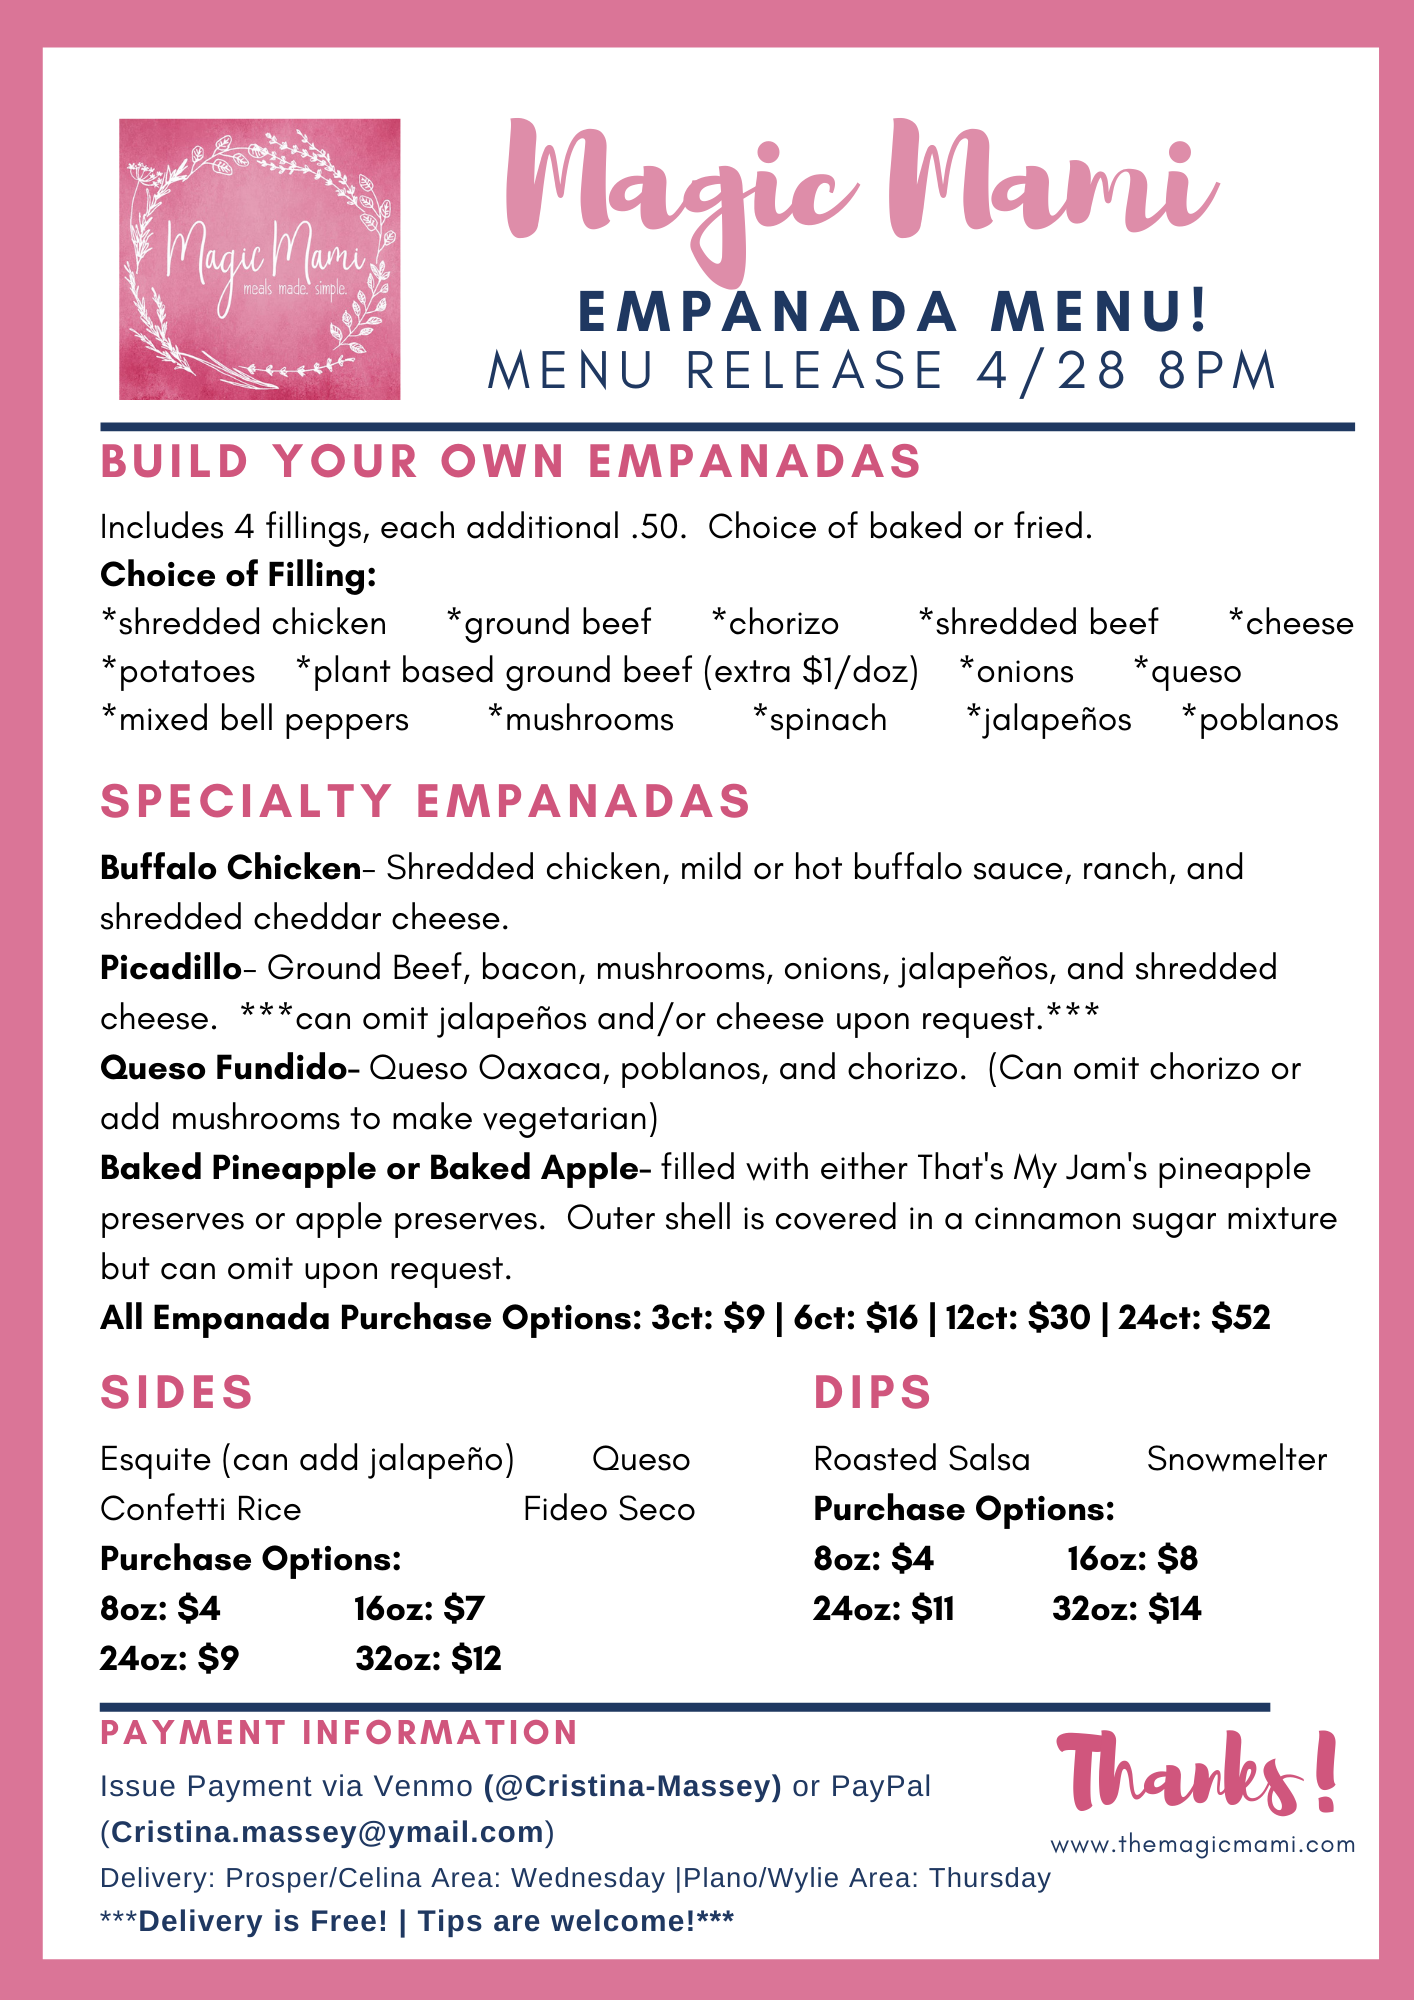 Magic Mami
meals made. simple.
Magic Mami
EMPANADA MENU!
MENU RELEASE 4/28 8PM
BUILD YOUR OWN EMPANADAS
Includes 4 fillings, each additional .50.  Choice of baked or fried.
Choice of Filling:
*shredded chicken *ground beef *chorizo *shredded beef *cheese
*potatoes *plant based ground beef (extra $1/doz) *onions *queso
*mixed bell peppers *mushrooms *spinach *jalapeños *poblanos
SPECIALTY EMPANADAS
Buffalo Chicken- Shredded chicken, mild or hot buffalo sauce, ranch, and
shredded cheddar cheese.
Picadillo- Ground Beef, bacon, mushrooms, onions, jalapeños, and shredded
cheese.  ***can omit jalapeños and/or cheese upon request.***
Queso Fundido- Queso Oaxaca, poblanos, and chorizo.  (Can omit chorizo or
add mushrooms to make vegetarian)
Baked Pineapple or Baked Apple- filled with either That's My Jam's pineapple
preserves or apple preserves.  Outer shell is covered in a cinnamon sugar mixture
but can omit upon request.
All Empanada Purchase Options: 3ct: $9 | 6ct: $16 | 12ct: $30 | 24ct: $52
SIDES
Esquite (can add jalapeño) Queso
Confetti Rice Fideo Seco
Purchase Options:
8oz: $4 16oz: $7
24oz: $9 32oz: $12
DIPS
Roasted Salsa Snowmelter
Purchase Options:
8oz: $4 16oz: $8
24oz: $11 32oz: $14
PAYMENT INFORMATION
Issue Payment via Venmo (@Cristina-Massey) or PayPal
(Cristina.massey@ymail.com)
Delivery: Prosper/Celina Area: Wednesday |Plano/Wylie Area: Thursday
***Delivery is Free! | Tips are welcome!***
Thanks!
www.themagicmami.com